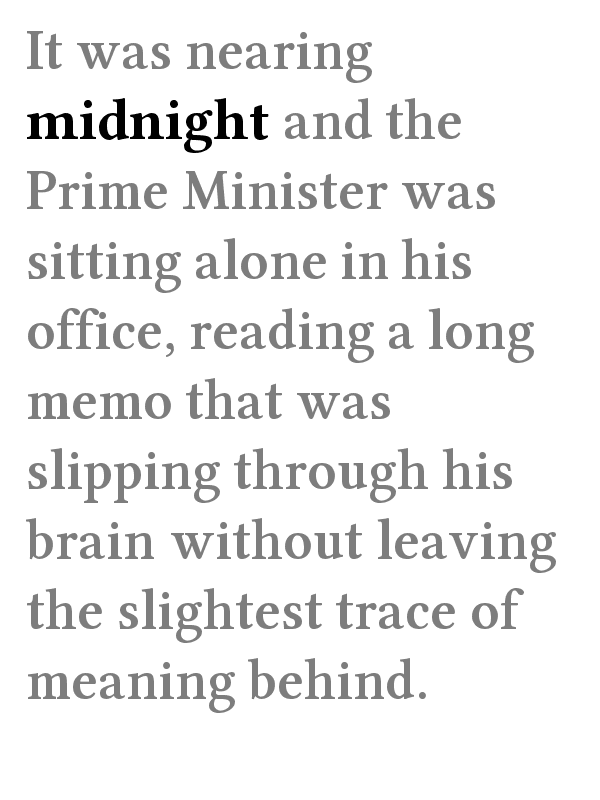 It was nearing
midnight and the
Prime Minister was
sitting alone in his
office, reading a long
memo that was
slipping through his
brain without leaving
the slightest trace of
meaning behind.